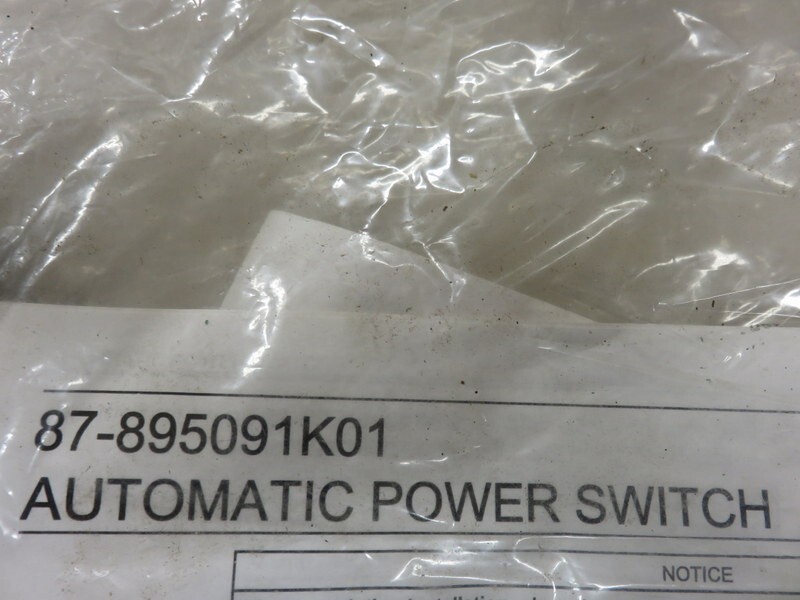 87-895091K01
AUTOMATIC POWER SWITCH
NOTICE